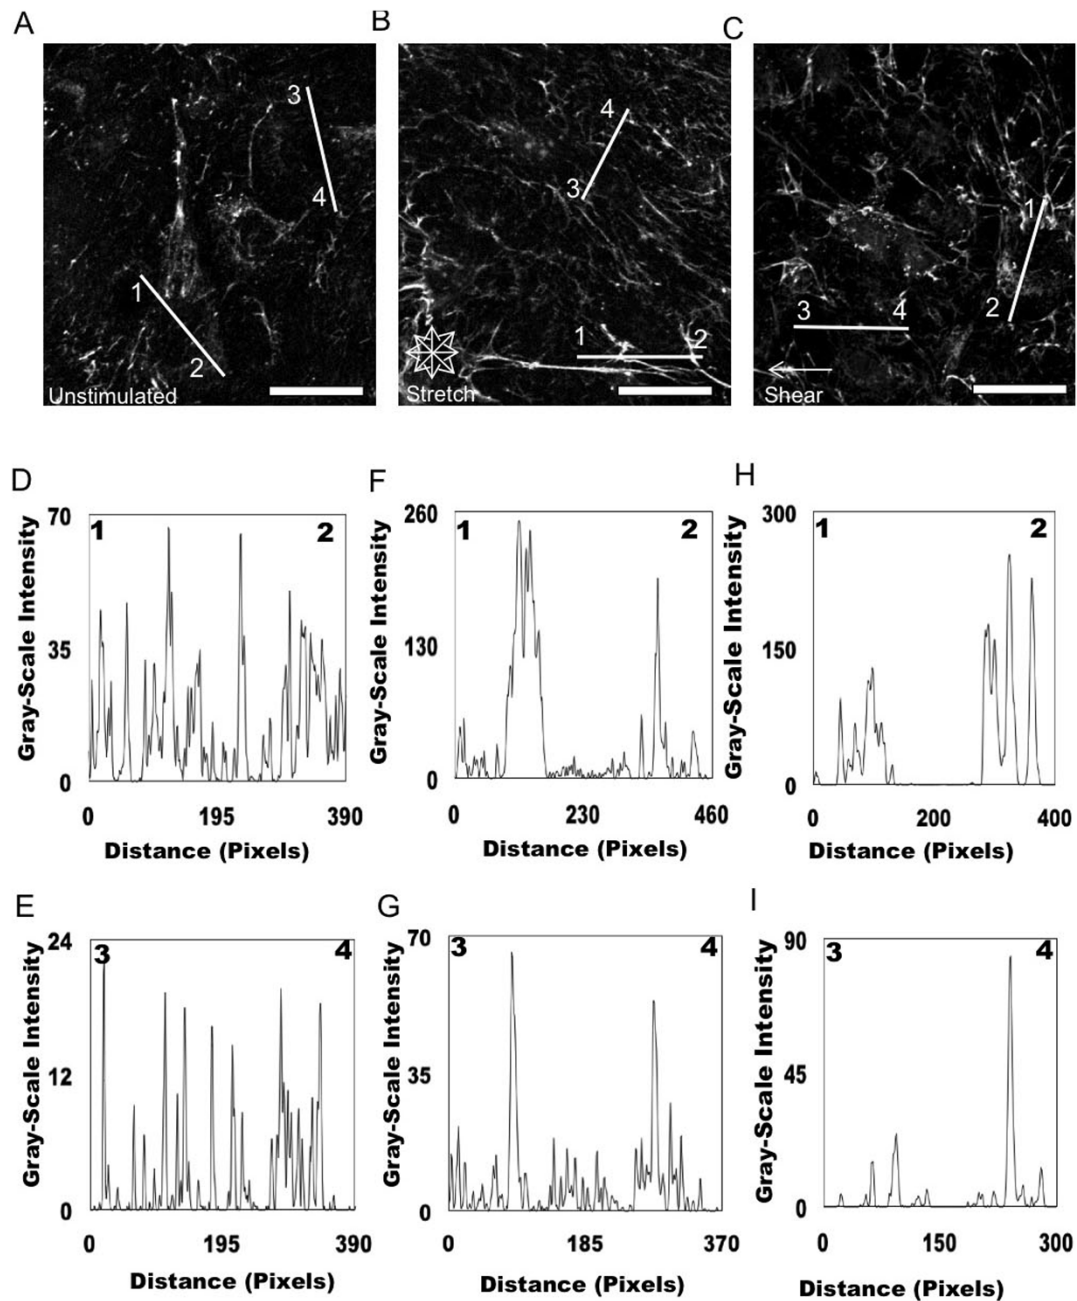 A
B
C
3
4
1
2
Unstimulated
4
3
1
2
Stretch
1
2
3
4
Shear
D
F
H
Gray-Scale Intensity
70
35
0
1
2
0
195
390
Distance (Pixels)
Gray-Scale Intensity
260
130
0
1
2
0
230
460
Distance (Pixels)
Gray-Scale Intensity
300
150
0
1
2
0
200
400
Distance (Pixels)
E
G
I
Gray-Scale Intensity
24
12
0
3
4
0
195
390
Distance (Pixels)
Gray-Scale Intensity
70
35
0
3
4
0
185
370
Distance (Pixels)
Gray-Scale Intensity
90
45
0
3
4
0
150
300
Distance (Pixels)